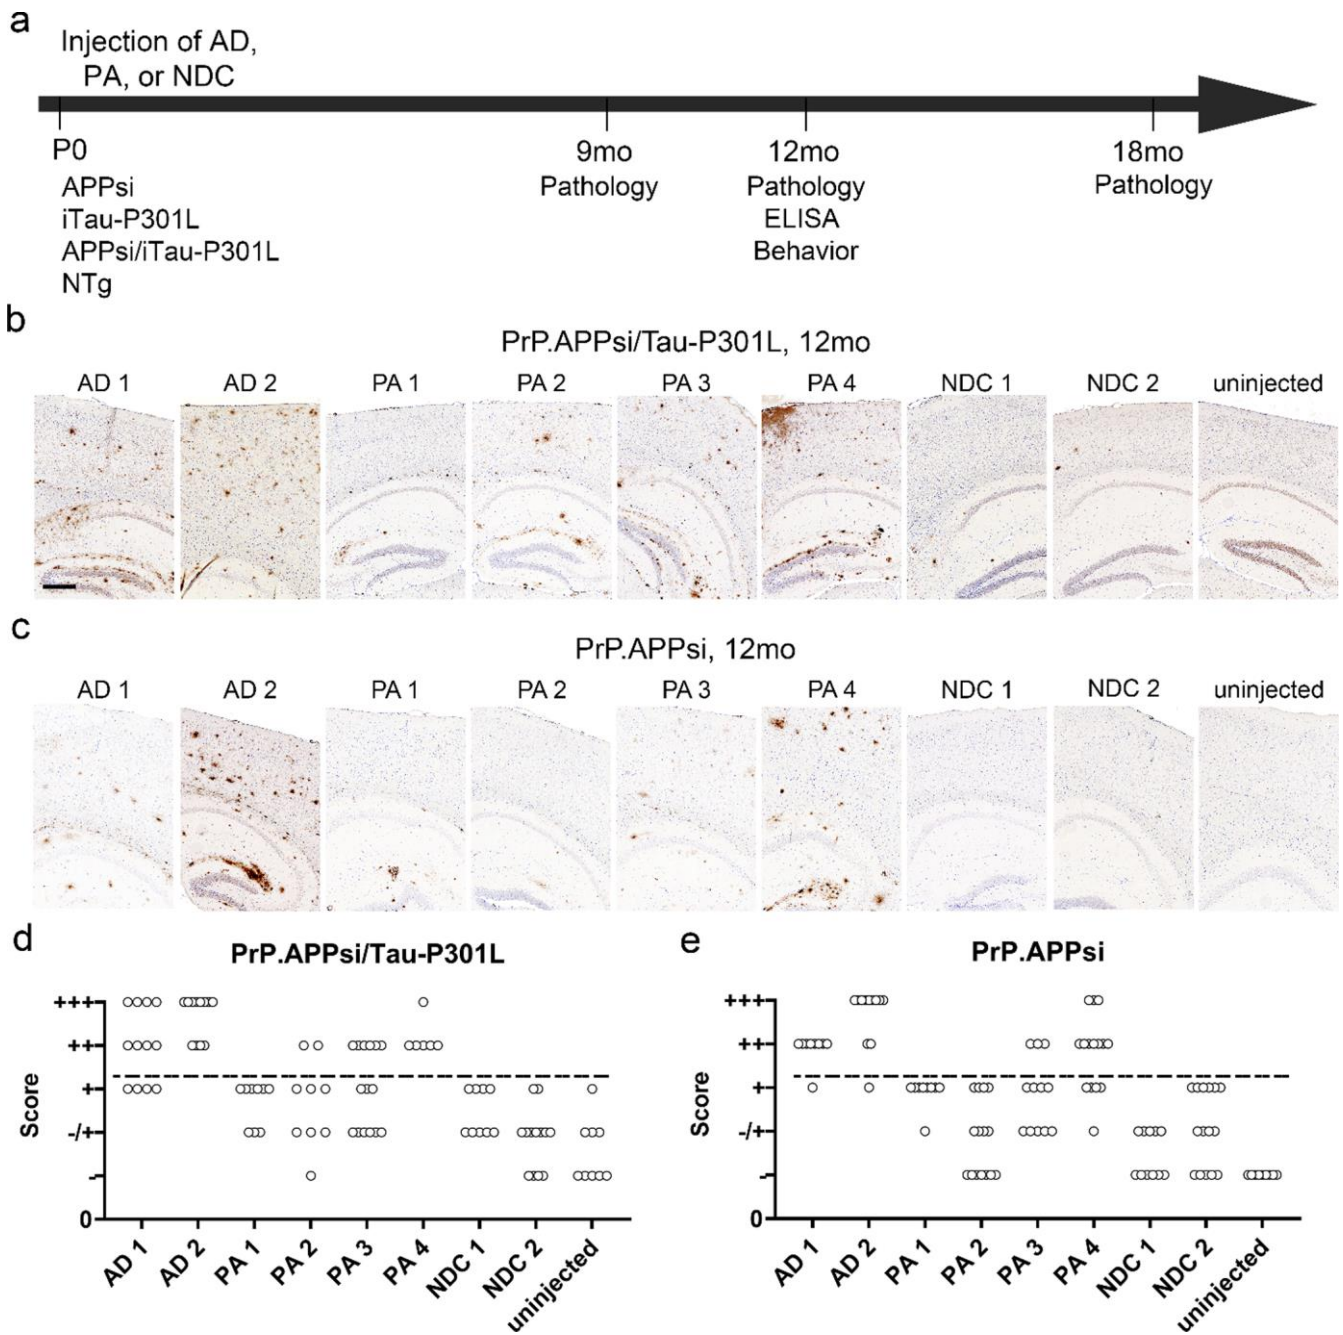 a
Injection of AD,
PA, or NDC
P0
9mo
12mo
18mo
APPsi
Pathology
Pathology
Pathology
iTau-P301L
ELISA
APPsi/iTau-P301L
Behavior
NTg
b
PrP.APPsi/Tau-P301L, 12mo
AD 1
AD 2
PA 1
PA 2
PA 3
PA 4
NDC 1
NDC 2
uninjected
c
PrP.APPsi, 12mo
AD 1
AD 2
PA 1
PA 2
PA 3
PA 4
NDC 1
NDC 2
uninjected
d
PrP.APPsi/Tau-P301L
Score
+++
++
+
-/+
-
0
AD 1
AD 2
PA 1
PA 2
PA 3
PA 4
NDC 1
NDC 2
uninjected
e
PrP.APPsi
Score
+++
++
+
-/+
-
0
AD 1
AD 2
PA 1
PA 2
PA 3
PA 4
NDC 1
NDC 2
uninjected